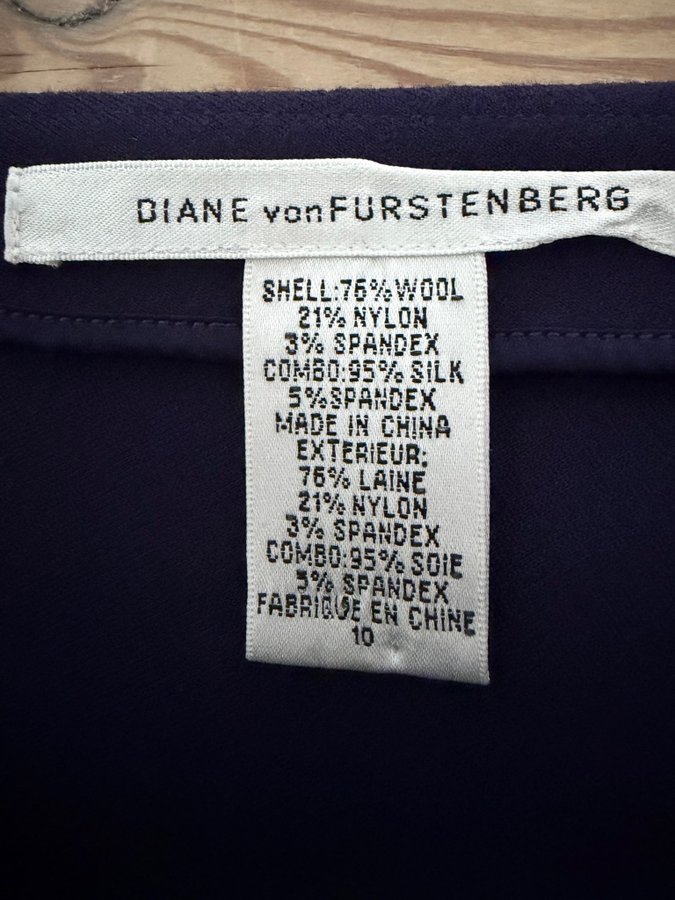 DIANE vonFURSTENBERG
SHELL:76% WOOL
21% NYLON
3% SPANDEX
COMBO:95% SILK
5% SPANDEX
MADE IN CHINA
EXTERIEUR:
76% LAINE
21% NYLON
3% SPANDEX
COMBO:95% SOIE
5% SPANDEX
FABRIQUE EN CHINE
10